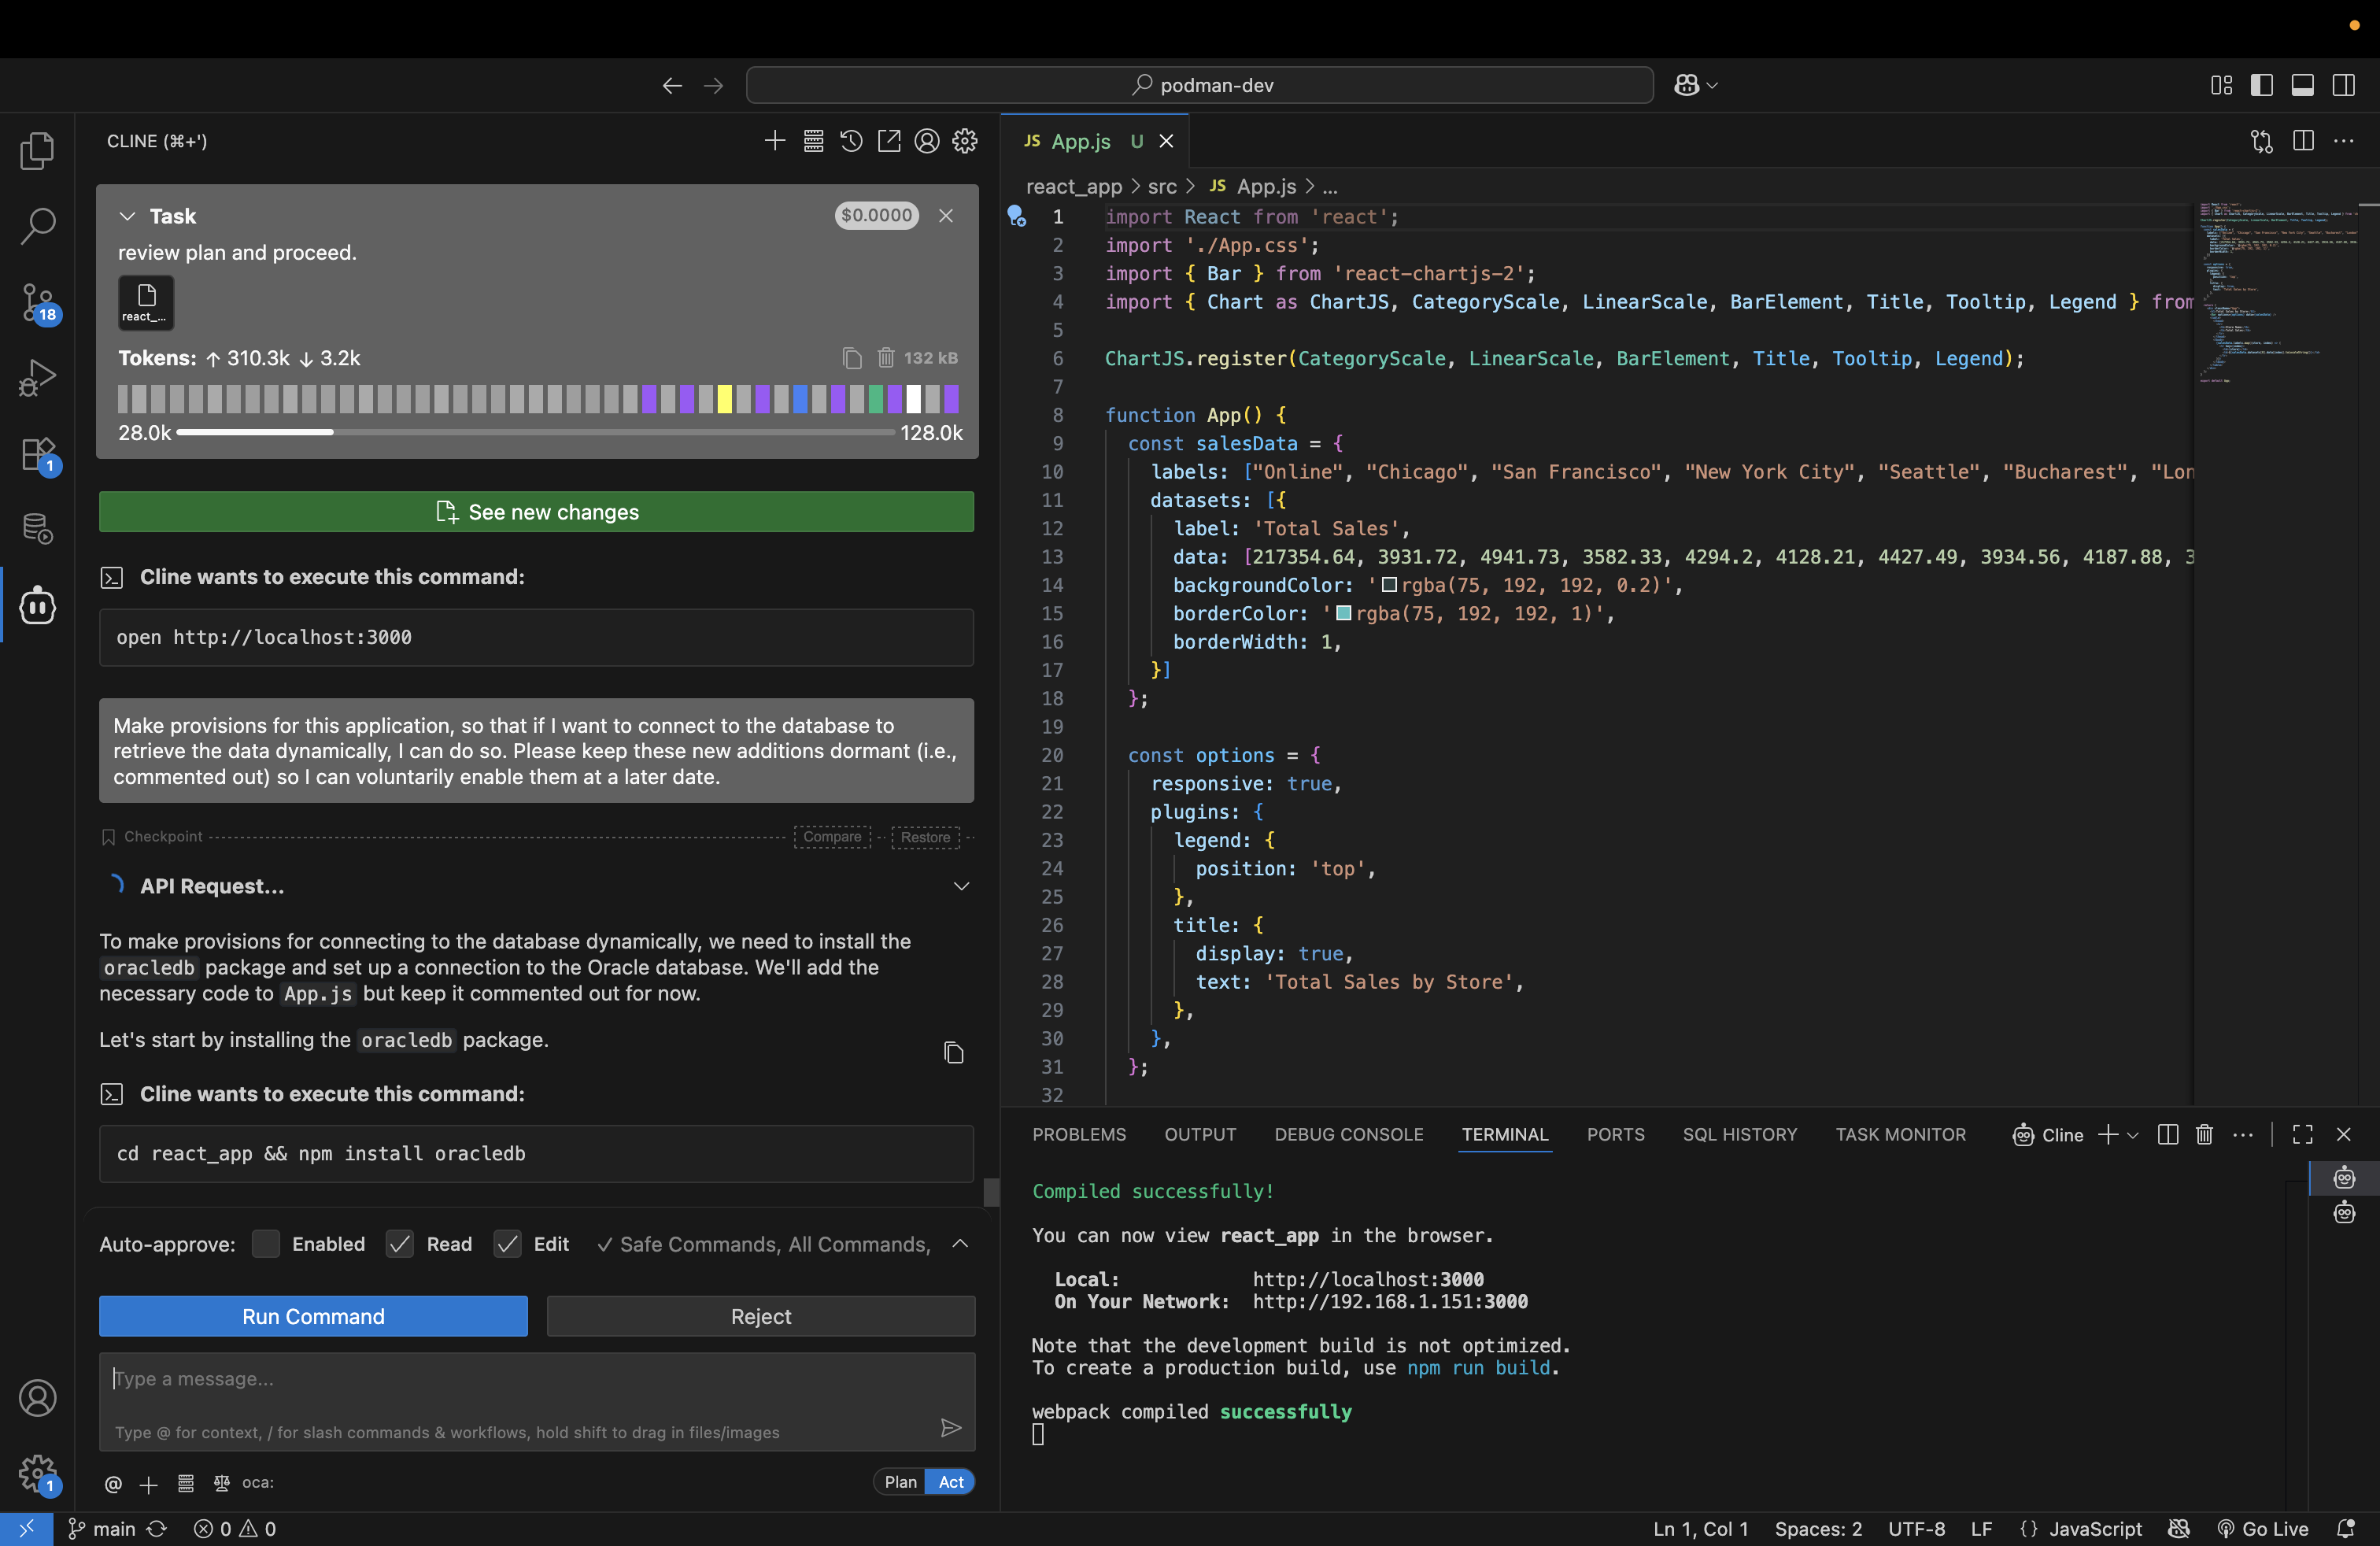 podman-dev
CLINE (⌘+')
Task
$0.0000
review plan and proceed.
react_...
Tokens: ↑ 310.3k ↓ 3.2k
132 kB
28.0k
128.0k
See new changes
Cline wants to execute this command:
open http://localhost:3000
Make provisions for this application, so that if I want to connect to the database to
retrieve the data dynamically, I can do so. Please keep these new additions dormant (i.e.,
commented out) so I can voluntarily enable them at a later date.
Checkpoint
Compare
Restore
API Request...
To make provisions for connecting to the database dynamically, we need to install the
oracledb package and set up a connection to the Oracle database. We'll add the
necessary code to App.js but keep it commented out for now.
Let's start by installing the oracledb package.
Cline wants to execute this command:
cd react_app && npm install oracledb
Auto-approve: Enabled Read Edit ✓ Safe Commands, All Commands,
Run Command
Reject
Type a message...
Type @ for context, / for slash commands & workflows, hold shift to drag in files/images
@ oca:
Plan Act
18
1
1
JS App.js U
react_app > src > JS App.js > ...
1 import React from 'react';
2 import './App.css';
3 import { Bar } from 'react-chartjs-2';
4 import { Chart as ChartJS, CategoryScale, LinearScale, BarElement, Title, Tooltip, Legend } from
5
6 ChartJS.register(CategoryScale, LinearScale, BarElement, Title, Tooltip, Legend);
7
8 function App() {
9 const salesData = {
10 labels: ["Online", "Chicago", "San Francisco", "New York City", "Seattle", "Bucharest", "Lon
11 datasets: [{
12 label: 'Total Sales',
13 data: [217354.64, 3931.72, 4941.73, 3582.33, 4294.2, 4128.21, 4427.49, 3934.56, 4187.88, 3
14 backgroundColor: 'rgba(75, 192, 192, 0.2)',
15 borderColor: 'rgba(75, 192, 192, 1)',
16 borderWidth: 1,
17 }]
18 };
19
20 const options = {
21 responsive: true,
22 plugins: {
23 legend: {
24 position: 'top',
25 },
26 title: {
27 display: true,
28 text: 'Total Sales by Store',
29 },
30 },
31 };
32
PROBLEMS OUTPUT DEBUG CONSOLE TERMINAL PORTS SQL HISTORY TASK MONITOR Cline
Compiled successfully!
You can now view react_app in the browser.
Local: http://localhost:3000
On Your Network: http://192.168.1.151:3000
Note that the development build is not optimized.
To create a production build, use npm run build.
webpack compiled successfully
main 0 0
Ln 1, Col 1 Spaces: 2 UTF-8 LF {} JavaScript Go Live